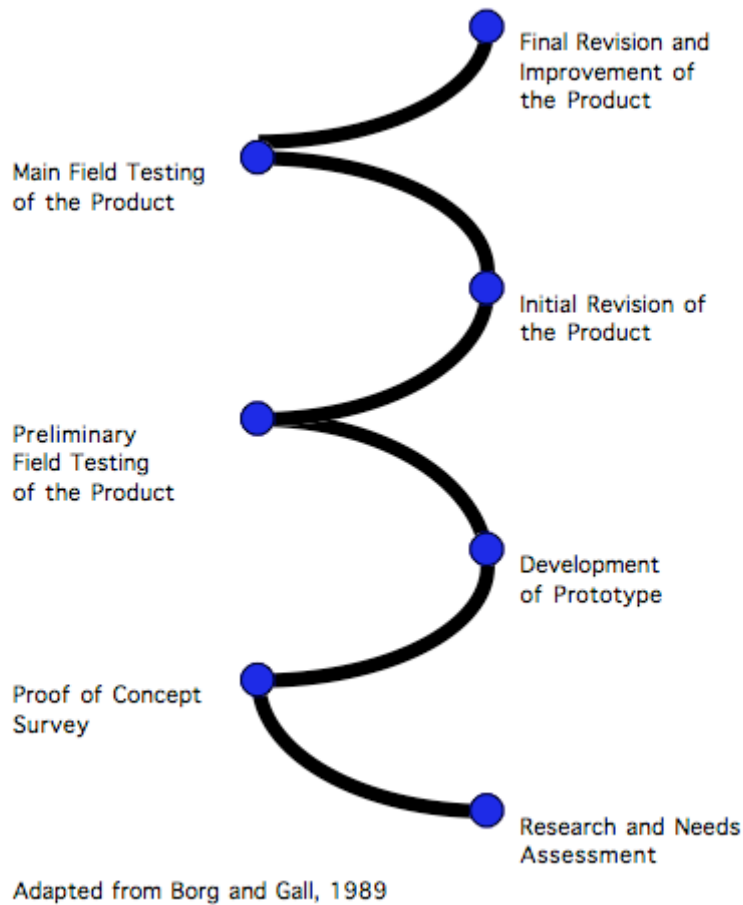 Final Revision and
Improvement of
the Product
Main Field Testing
of the Product
Initial Revision of
the Product
Preliminary
Field Testing
of the Product
Development
of Prototype
Proof of Concept
Survey
Research and Needs
Assessment
Adapted from Borg and Gall, 1989